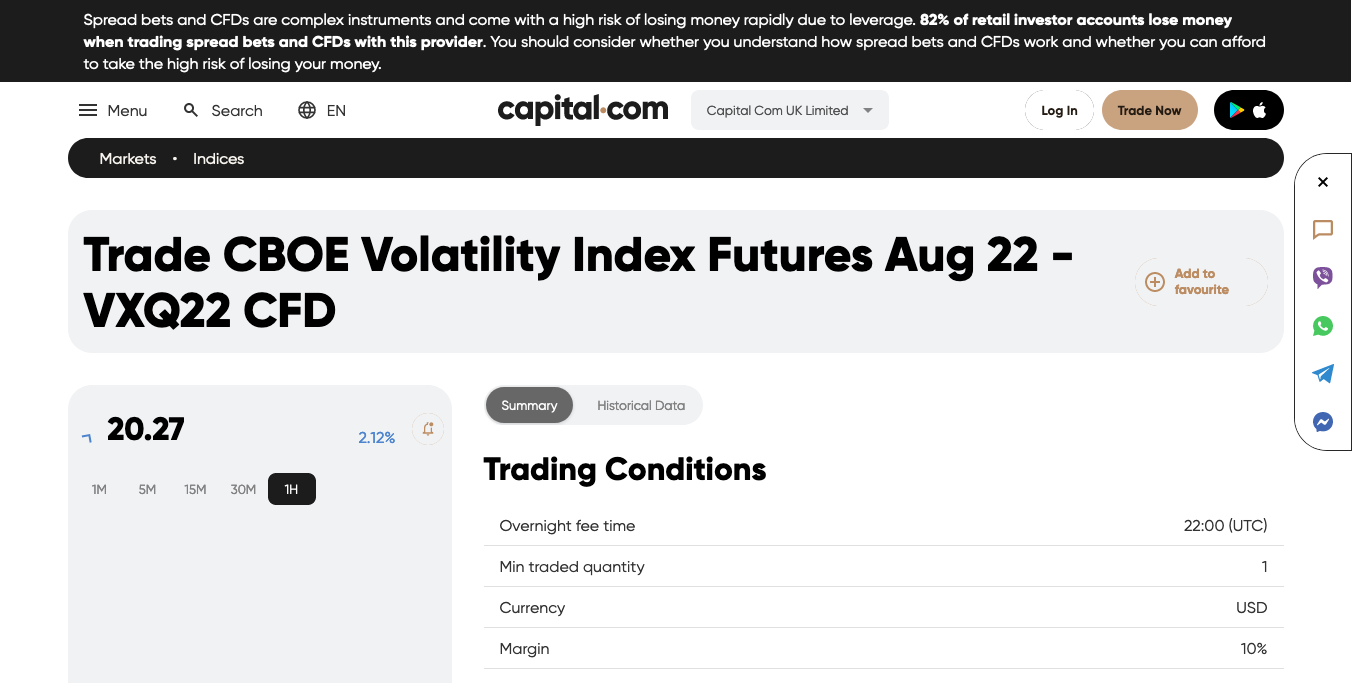 Spread bets and CFDs are complex instruments and come with a high risk of losing money rapidly due to leverage. 82% of retail investor accounts lose money
when trading spread bets and CFDs with this provider. You should consider whether you understand how spread bets and CFDs work and whether you can afford
to take the high risk of losing your money.
Menu Search EN capital.com Capital Com UK Limited Log In Trade Now
Markets • Indices
Trade CBOE Volatility Index Futures Aug 22 -
VXQ22 CFD
Add to
favourite
20.27 2.12%
1M 5M 15M 30M 1H
Summary Historical Data
Trading Conditions
Overnight fee time 22:00 (UTC)
Min traded quantity 1
Currency USD
Margin 10%